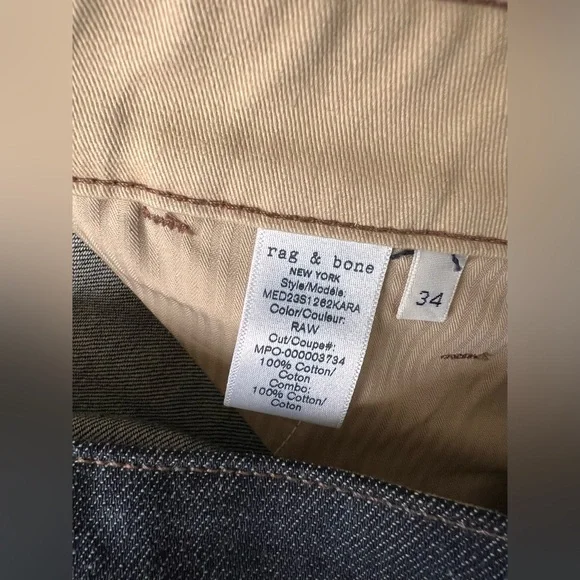 rag & bone
NEW YORK
Style/Modèle:
MED23S1262KARA
Color/Couleur:
RAW
Cut/Coupe#:
MPO-000003734
100% Cotton/
Coton
Combo:
100% Cotton/
Coton
34